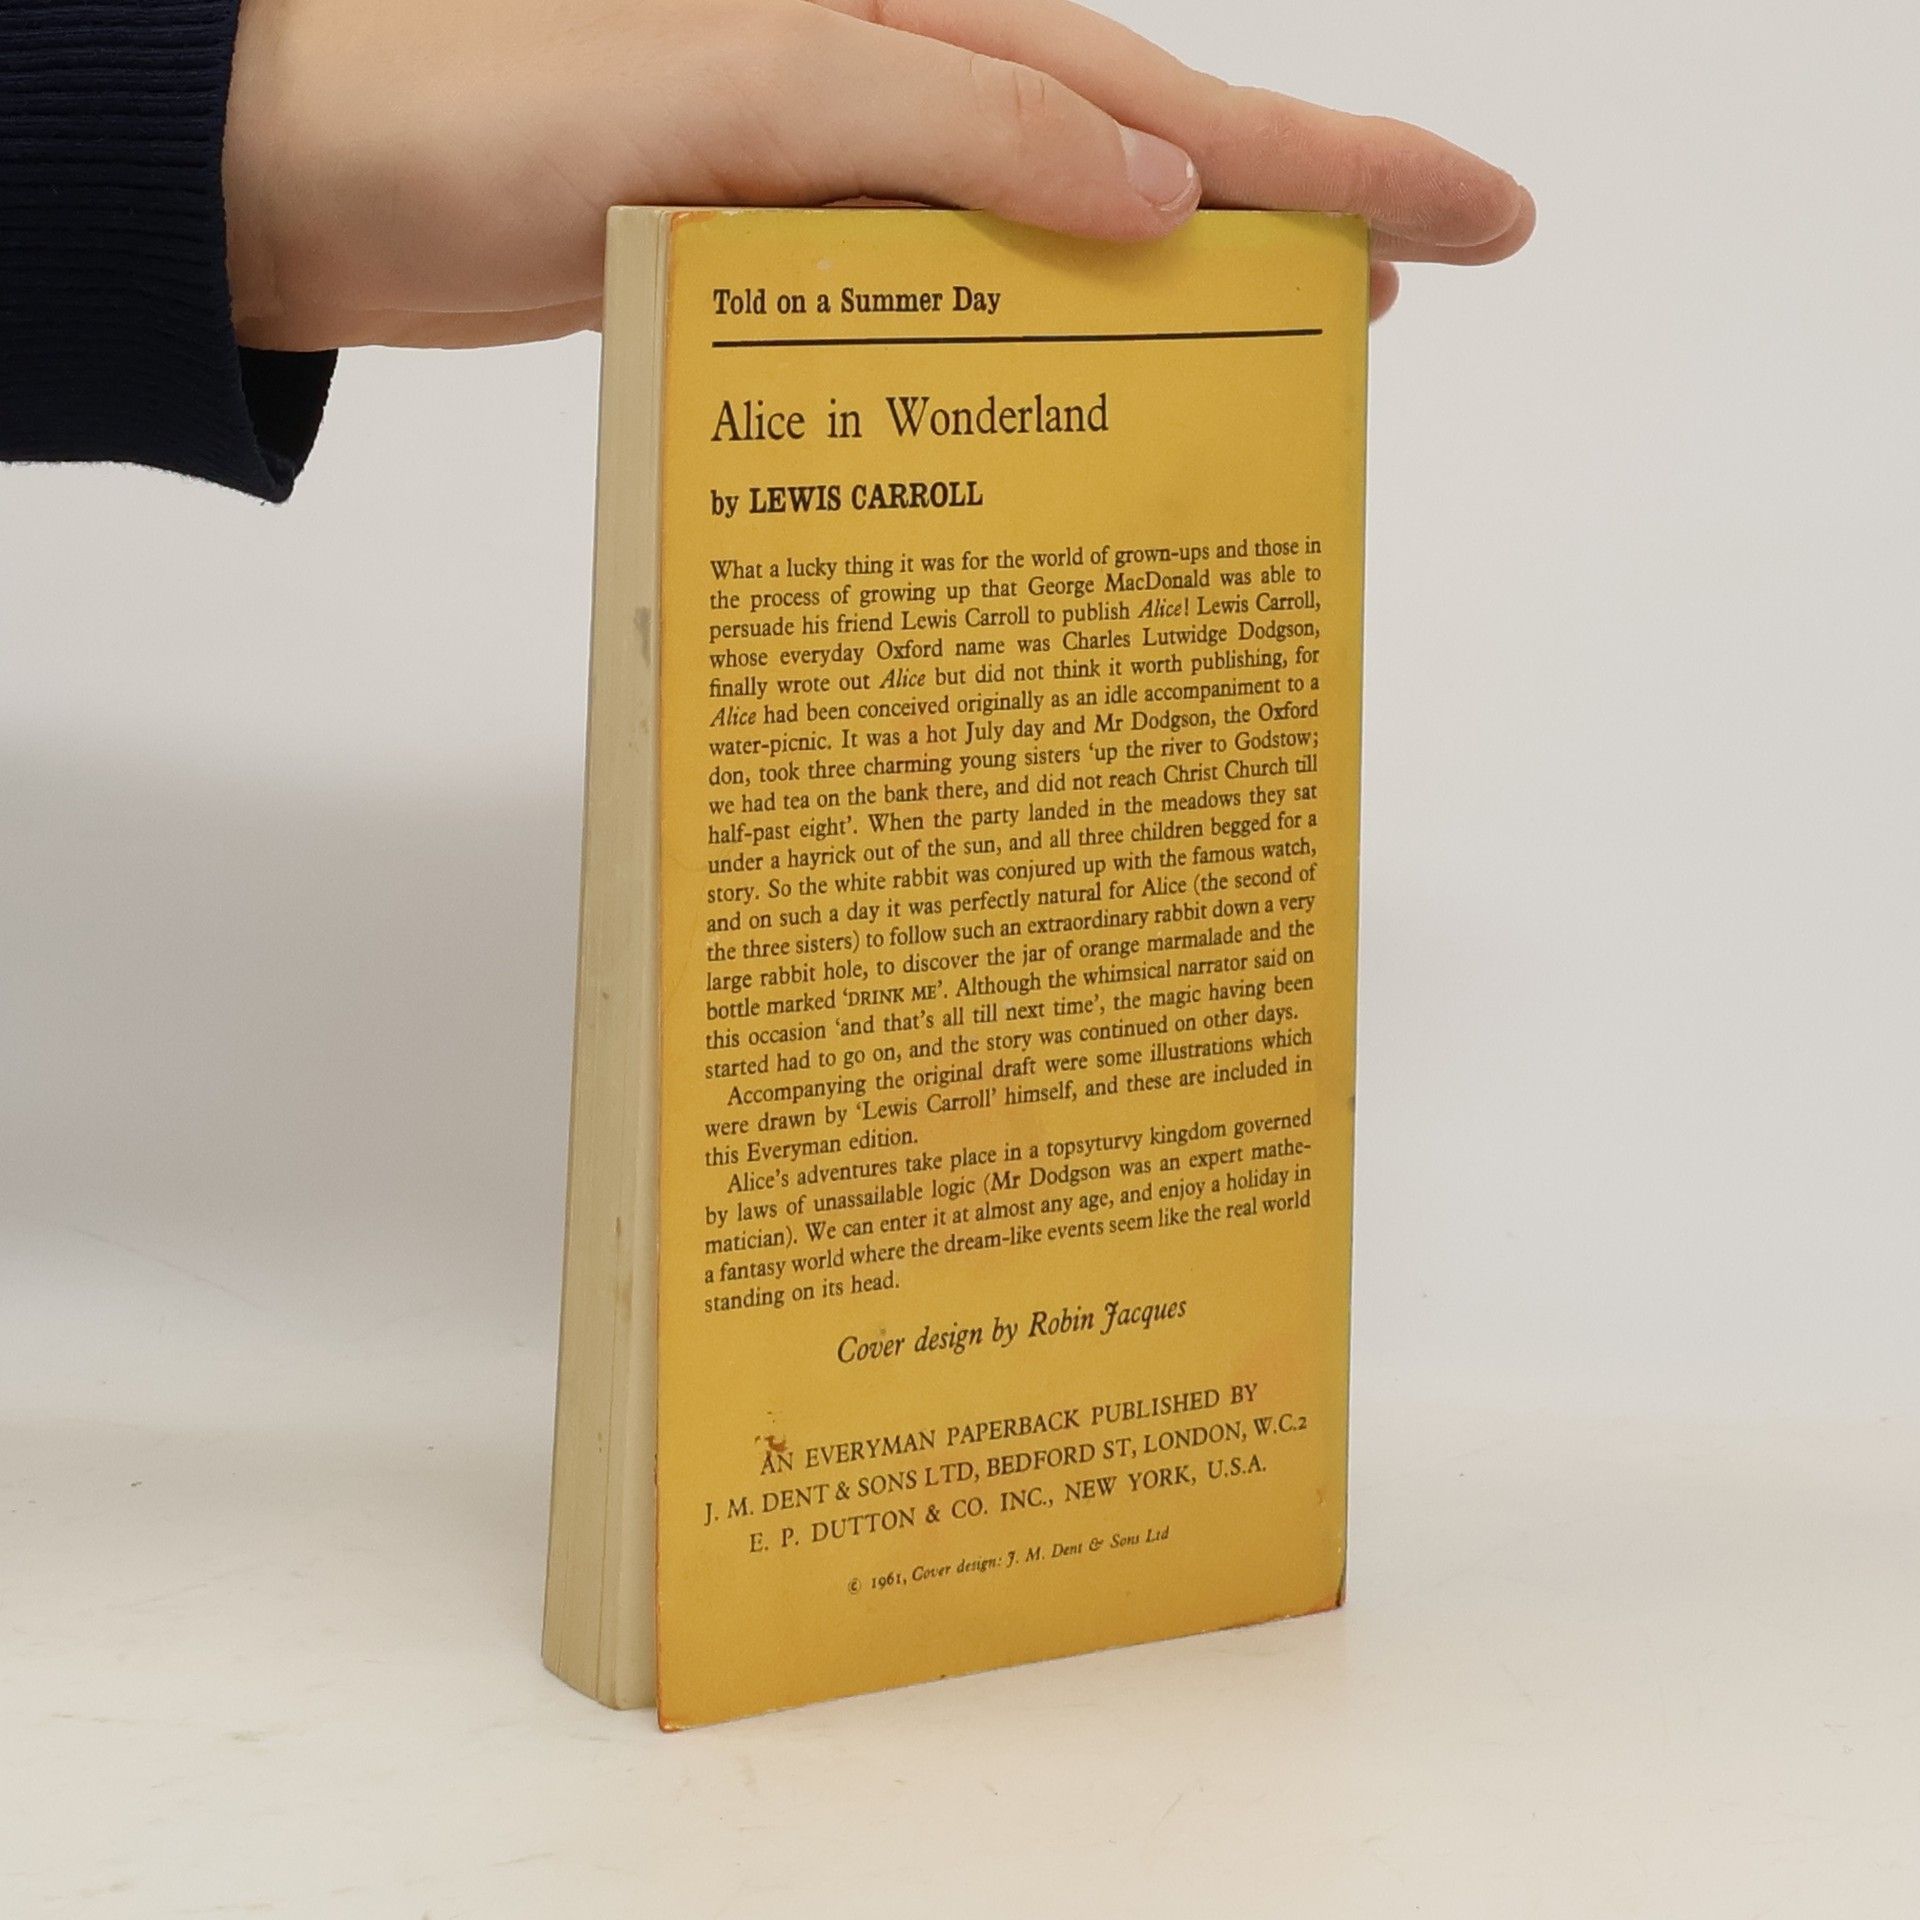 Told on a Summer Day
Alice in Wonderland
by LEWIS CARROLL
What a lucky thing it was for the world of grown-ups and those in
the process of growing up that George MacDonald was able to
persuade his friend Lewis Carroll to publish Alice! Lewis Carroll,
whose everyday Oxford name was Charles Lutwidge Dodgson,
finally wrote out Alice but did not think it worth publishing, for
Alice had been conceived originally as an idle accompaniment to a
water-picnic. It was a hot July day and Mr Dodgson, the Oxford
don, took three charming young sisters ‘up the river to Godstow;
we had tea on the bank there, and did not reach Christ Church till
half-past eight’. When the party landed in the meadows they sat
under a hayrick out of the sun, and all three children begged for a
story. So the white rabbit was conjured up with the famous watch,
and on such a day it was perfectly natural for Alice (the second of
the three sisters) to follow such an extraordinary rabbit down a very
large rabbit hole, to discover the jar of orange marmalade and the
bottle marked ‘DRINK ME’. Although the whimsical narrator said on
this occasion ‘and that’s all till next time’, the magic having been
started had to go on, and the story was continued on other days.
Accompanying the original draft were some illustrations which
were drawn by ‘Lewis Carroll’ himself, and these are included in
this Everyman edition.
Alice’s adventures take place in a topsyturvy kingdom governed
by laws of unassailable logic (Mr Dodgson was an expert mathe-
matician). We can enter it at almost any age, and enjoy a holiday in
a fantasy world where the dream-like events seem like the real world
standing on its head.
Cover design by Robin Jacques
AN EVERYMAN PAPERBACK PUBLISHED BY
J. M. DENT & SONS LTD, BEDFORD ST, LONDON, W.C.2
E. P. DUTTON & CO. INC., NEW YORK, U.S.A.
© 1961, Cover design: J. M. Dent & Sons Ltd